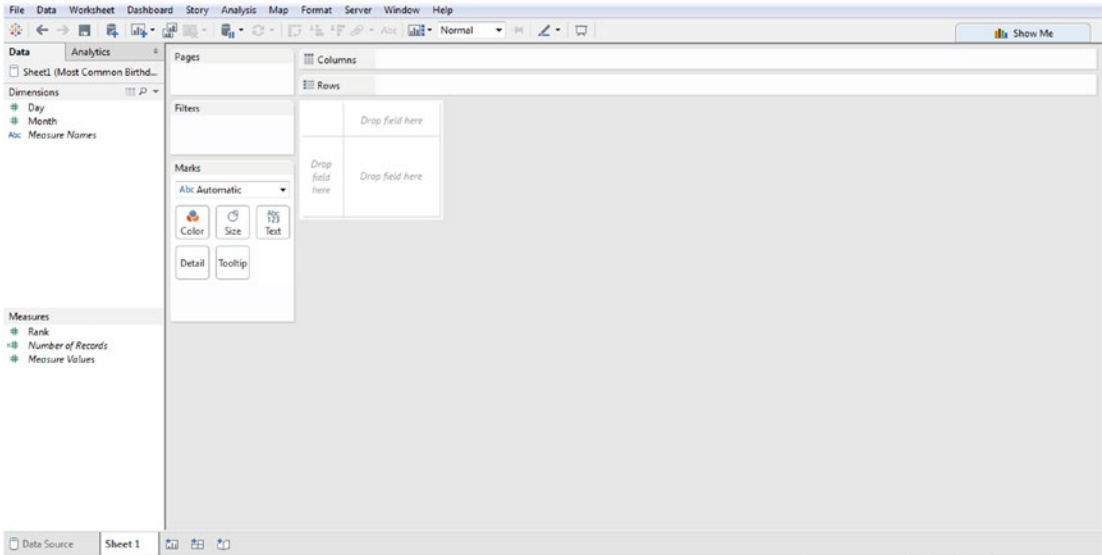 File Data Worksheet Dashboard Story Analysis Map Format Server Window Help
Abc Normal Show Me
Data Analytics
Sheet1 (Most Common Birthd...
Dimensions
# Day
# Month
Abc Measure Names
Measures
# Rank
=# Number of Records
# Measure Values
Pages
Filters
Marks
Abc Automatic
Color Size Abc 123 Text
Detail Tooltip
Columns
Rows
Drop field here
Drop
field
here
Drop field here
Data Source Sheet 1